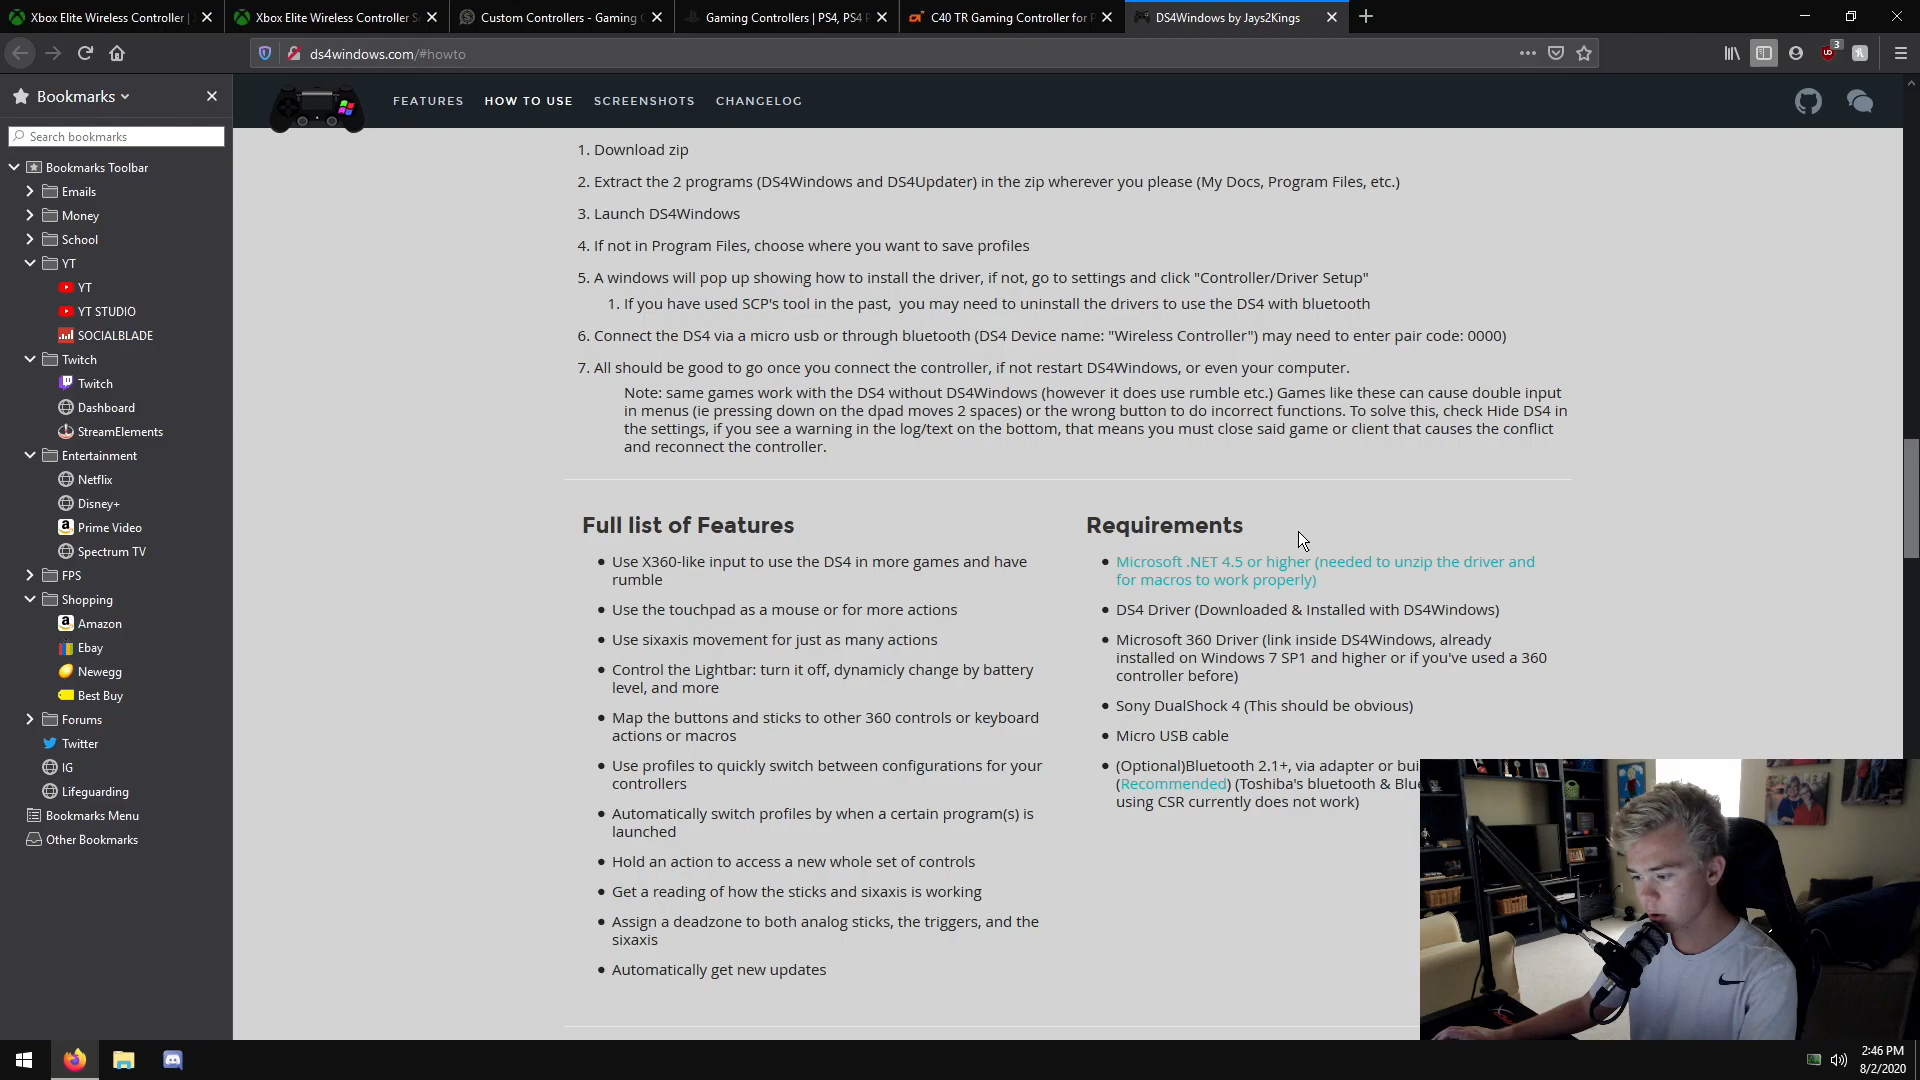 Xbox Elite Wireless Controller |
Xbox Elite Wireless Controller S
Custom Controllers - Gaming C
Gaming Controllers | PS4, PS4 P
C40 TR Gaming Controller for P
DS4Windows by Jays2Kings
ds4windows.com/#howto
3
Bookmarks
Search bookmarks
Bookmarks Toolbar
Emails
Money
School
YT
YT
YT STUDIO
SOCIALBLADE
Twitch
Twitch
Dashboard
StreamElements
Entertainment
Netflix
Disney+
Prime Video
Spectrum TV
FPS
Shopping
Amazon
Ebay
Newegg
Best Buy
Forums
Twitter
IG
Lifeguarding
Bookmarks Menu
Other Bookmarks
FEATURES HOW TO USE SCREENSHOTS CHANGELOG
1. Download zip
2. Extract the 2 programs (DS4Windows and DS4Updater) in the zip wherever you please (My Docs, Program Files, etc.)
3. Launch DS4Windows
4. If not in Program Files, choose where you want to save profiles
5. A windows will pop up showing how to install the driver, if not, go to settings and click "Controller/Driver Setup"
1. If you have used SCP's tool in the past, you may need to uninstall the drivers to use the DS4 with bluetooth
6. Connect the DS4 via a micro usb or through bluetooth (DS4 Device name: "Wireless Controller") may need to enter pair code: 0000)
7. All should be good to go once you connect the controller, if not restart DS4Windows, or even your computer.
Note: same games work with the DS4 without DS4Windows (however it does use rumble etc.) Games like these can cause double input
in menus (ie pressing down on the dpad moves 2 spaces) or the wrong button to do incorrect functions. To solve this, check Hide DS4 in
the settings, if you see a warning in the log/text on the bottom, that means you must close said game or client that causes the conflict
and reconnect the controller.
Full list of Features
• Use X360-like input to use the DS4 in more games and have
rumble
• Use the touchpad as a mouse or for more actions
• Use sixaxis movement for just as many actions
• Control the Lightbar: turn it off, dynamicly change by battery
level, and more
• Map the buttons and sticks to other 360 controls or keyboard
actions or macros
• Use profiles to quickly switch between configurations for your
controllers
• Automatically switch profiles by when a certain program(s) is
launched
• Hold an action to access a new whole set of controls
• Get a reading of how the sticks and sixaxis is working
• Assign a deadzone to both analog sticks, the triggers, and the
sixaxis
• Automatically get new updates
Requirements
• Microsoft .NET 4.5 or higher (needed to unzip the driver and
for macros to work properly)
• DS4 Driver (Downloaded & Installed with DS4Windows)
• Microsoft 360 Driver (link inside DS4Windows, already
installed on Windows 7 SP1 and higher or if you've used a 360
controller before)
• Sony DualShock 4 (This should be obvious)
• Micro USB cable
• (Optional)Bluetooth 2.1+, via adapter or bui
(Recommended) (Toshiba's bluetooth & Blue
using CSR currently does not work)
2:46 PM
8/2/2020